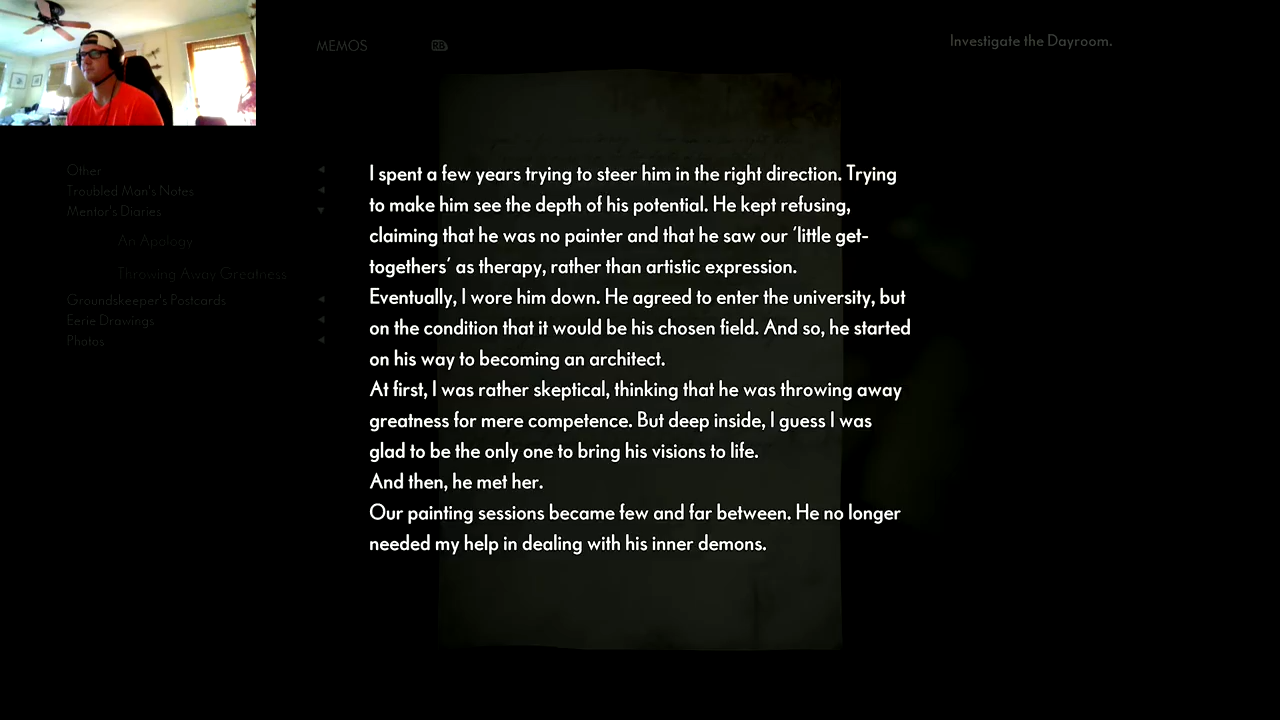 MEMOS
RB
Investigate the Dayroom.
Other
Troubled Man's Notes
Mentor's Diaries
An Apology
Throwing Away Greatness
Groundskeeper's Postcards
Eerie Drawings
Photos
I spent a few years trying to steer him in the right direction. Trying
to make him see the depth of his potential. He kept refusing,
claiming that he was no painter and that he saw our 'little get-
togethers' as therapy, rather than artistic expression.
Eventually, I wore him down. He agreed to enter the university, but
on the condition that it would be his chosen field. And so, he started
on his way to becoming an architect.
At first, I was rather skeptical, thinking that he was throwing away
greatness for mere competence. But deep inside, I guess I was
glad to be the only one to bring his visions to life.
And then, he met her.
Our painting sessions became few and far between. He no longer
needed my help in dealing with his inner demons.